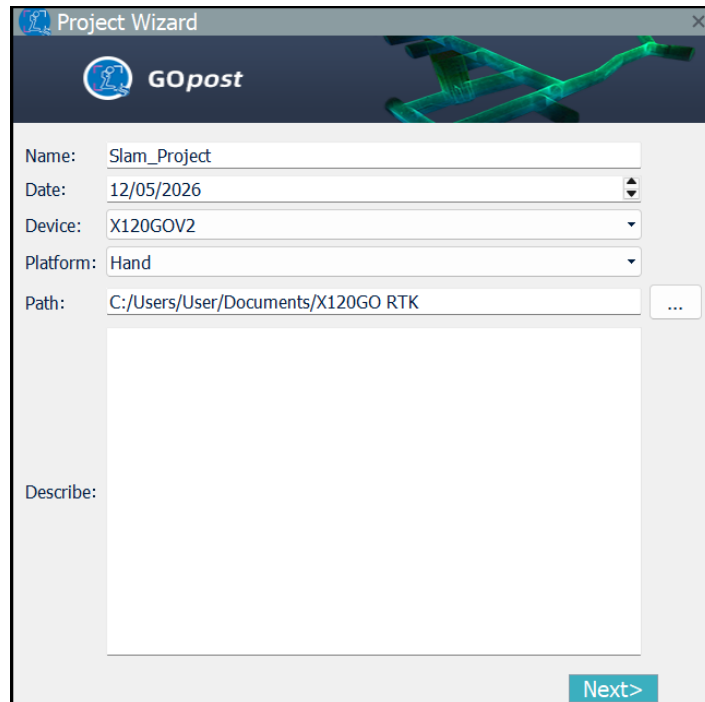 Project Wizard
GOpost
Name: Slam_Project
Date: 12/05/2026
Device: X120GOV2
Platform: Hand
Path: C:/Users/User/Documents/X120GO RTK ...
Describe:
Next>